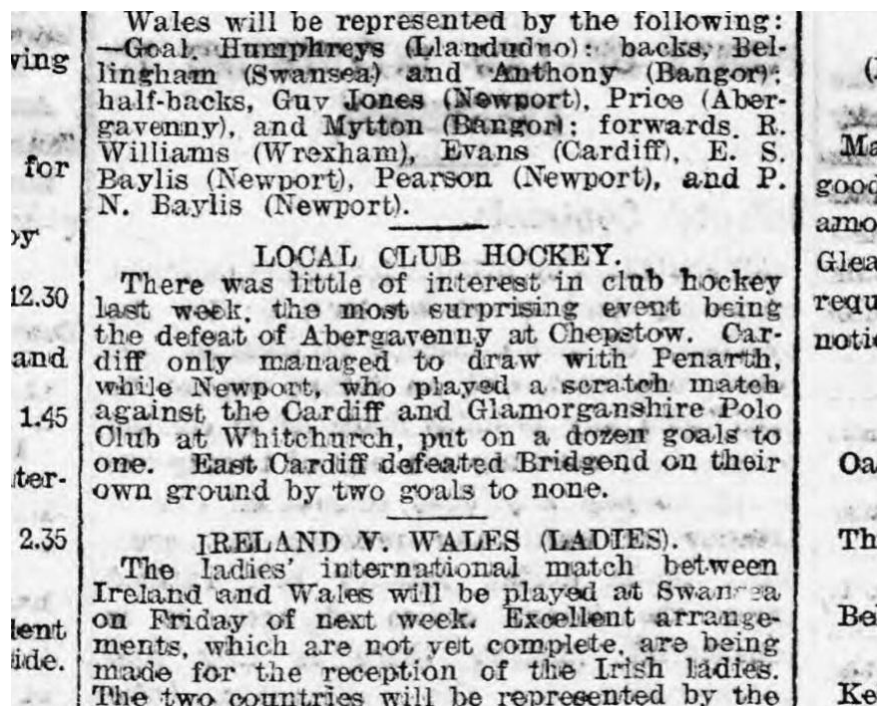 Wales will be represented by the following:
—Goal, Humphreys (Llandudno); backs, Bel-
lingham (Swansea) and Anthony (Bangor);
half-backs, Guy Jones (Newport), Price (Aber-
gavenny), and Mytton (Bangor); forwards, R.
Williams (Wrexham), Evans (Cardiff), E. S.
Baylis (Newport), Pearson (Newport), and P.
N. Baylis (Newport).
LOCAL CLUB HOCKEY.
There was little of interest in club hockey
last week, the most surprising event being
the defeat of Abergavenny at Chepstow. Car-
diff only managed to draw with Penarth,
while Newport, who played a scratch match
against the Cardiff and Glamorganshire Polo
Club at Whitchurch, put on a dozen goals to
one. East Cardiff defeated Bridgend on their
own ground by two goals to none.
IRELAND V. WALES (LADIES).
The ladies' international match between
Ireland and Wales will be played at Swansea
on Friday of next week. Excellent arrange-
ments, which are not yet complete, are being
made for the reception of the Irish ladies.
The two countries will be represented by the
for
12.30
and
1.45
2.35